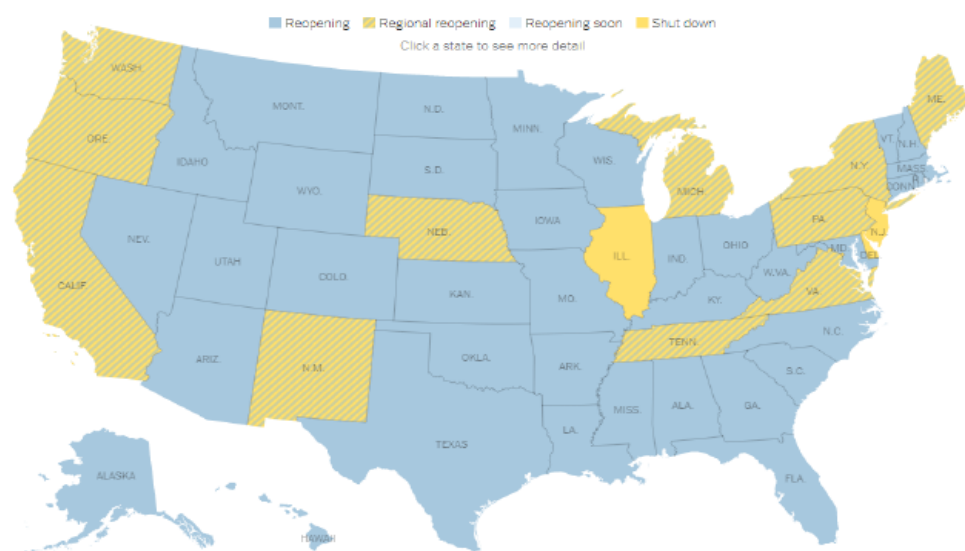 Reopening Regional reopening Reopening soon Shut down
Click a state to see more detail
WASH.
ME.
MONT.
N.D.
MINN.
ORE.
VT.
N.H.
IDAHO
WIS.
N.Y.
MASS
S.D.
R.I.
CONN
WYO.
MICH.
IOWA
PA.
NEB.
N.J.
NEV.
OHIO
MD.
DEL.
ILL.
IND.
UTAH
W.VA.
COLO.
CALIF.
VA.
KAN.
MO.
KY.
N.C.
TENN.
ARIZ.
OKLA.
N.M.
ARK.
S.C.
MISS.
ALA.
GA.
LA.
TEXAS
ALASKA
FLA.
HAWAII